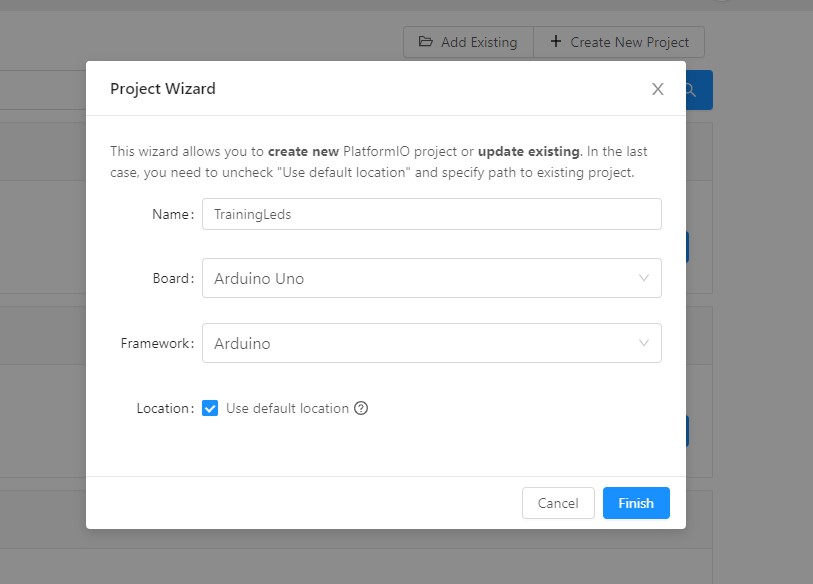 Add Existing
Create New Project
Project Wizard
This wizard allows you to create new PlatformIO project or update existing. In the last
case, you need to uncheck "Use default location" and specify path to existing project.
Name: TrainingLeds
Board: Arduino Uno
Framework: Arduino
Location: Use default location
Cancel
Finish